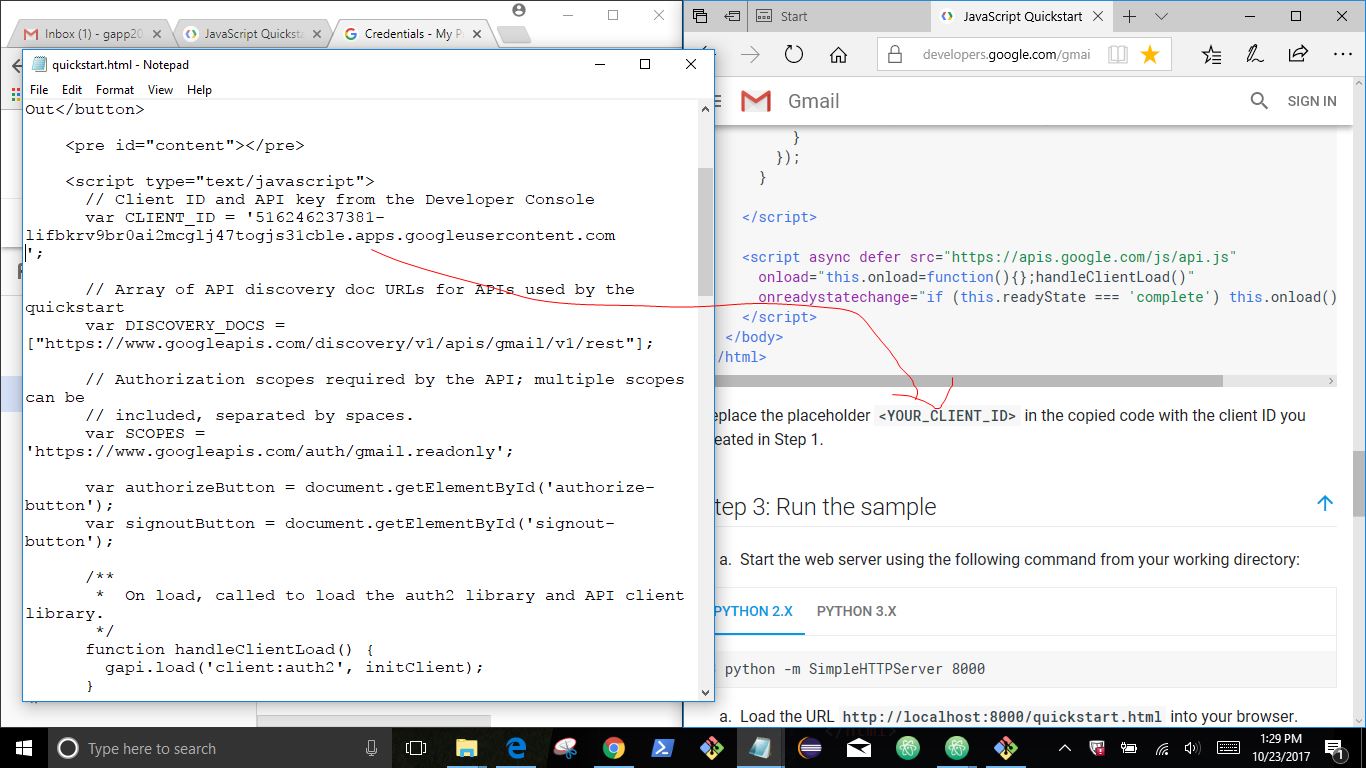 Inbox (1) - gapp20
JavaScript Quicksta
Credentials - My P
Start
JavaScript Quickstart
developers.google.com/gmai
quickstart.html - Notepad
File Edit Format View Help
Out</button>
<pre id="content"></pre>
<script type="text/javascript">
// Client ID and API key from the Developer Console
var CLIENT_ID = '516246237381-
lifbkrv9br0ai2mcglj47togjs31cble.apps.googleusercontent.com
';
// Array of API discovery doc URLs for APIs used by the
quickstart
var DISCOVERY_DOCS =
["https://www.googleapis.com/discovery/v1/apis/gmail/v1/rest"];
// Authorization scopes required by the API; multiple scopes
can be
// included, separated by spaces.
var SCOPES =
'https://www.googleapis.com/auth/gmail.readonly';
var authorizeButton = document.getElementById('authorize-
button');
var signoutButton = document.getElementById('signout-
button');
/**
*  On load, called to load the auth2 library and API client
library.
*/
function handleClientLoad() {
gapi.load('client:auth2', initClient);
}
Gmail
SIGN IN
}
});
}
</script>
<script async defer src="https://apis.google.com/js/api.js"
onload="this.onload=function(){};handleClientLoad()"
onreadystatechange="if (this.readyState === 'complete') this.onload()
</script>
</body>
/html>
eplace the placeholder <YOUR_CLIENT_ID> in the copied code with the client ID you
eated in Step 1.
tep 3: Run the sample
a. Start the web server using the following command from your working directory:
PYTHON 2.X PYTHON 3.X
python -m SimpleHTTPServer 8000
a. Load the URL http://localhost:8000/quickstart.html into your browser.
Type here to search
1:29 PM
10/23/2017
1